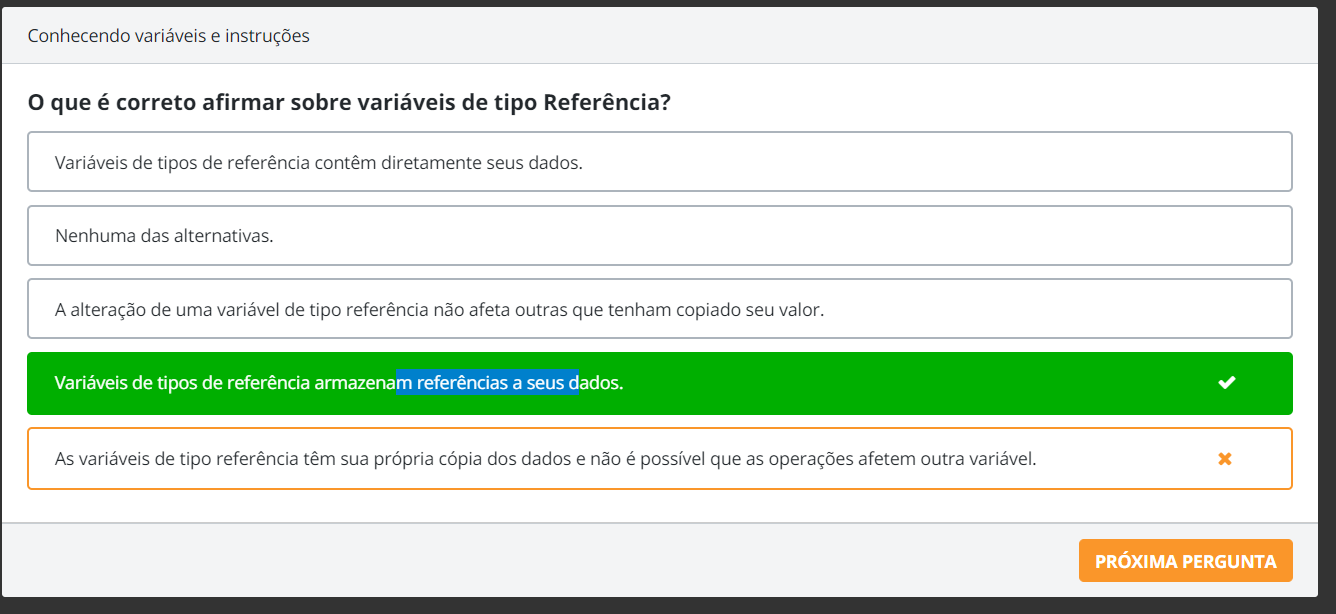 Conhecendo variáveis e instruções
O que é correto afirmar sobre variáveis de tipo Referência?
Variáveis de tipos de referência contêm diretamente seus dados.
Nenhuma das alternativas.
A alteração de uma variável de tipo referência não afeta outras que tenham copiado seu valor.
Variáveis de tipos de referência armazenam referências a seus dados.
As variáveis de tipo referência têm sua própria cópia dos dados e não é possível que as operações afetem outra variável.
PRÓXIMA PERGUNTA